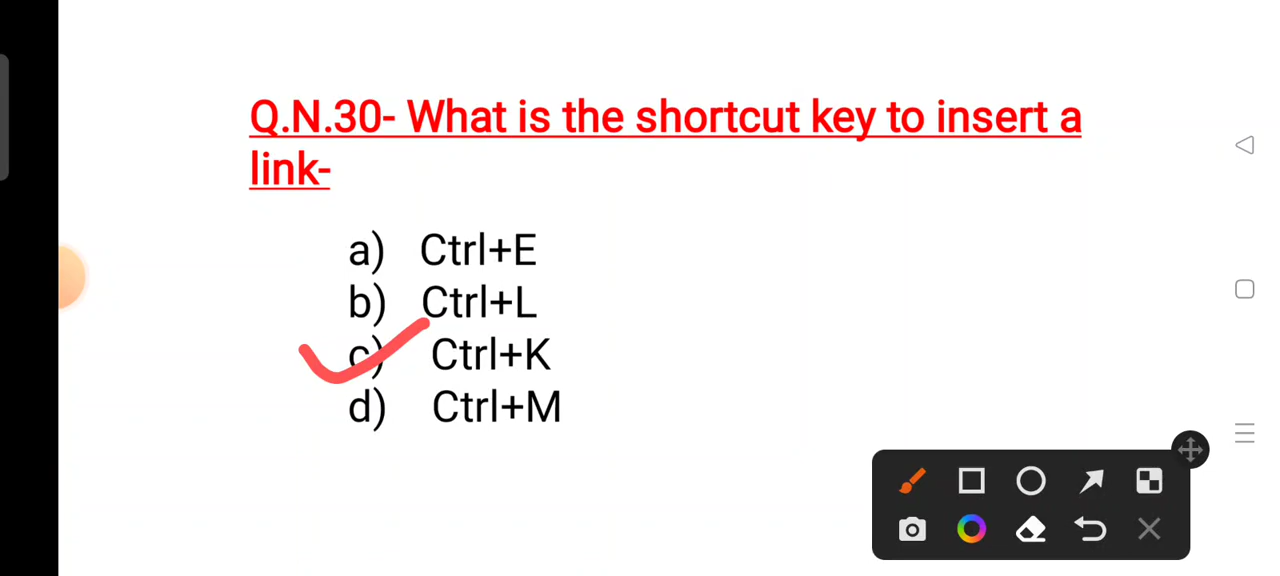 Q.N.30- What is the shortcut key to insert a
link-
a) Ctrl+E
b) Ctrl+L
c) Ctrl+K
d) Ctrl+M